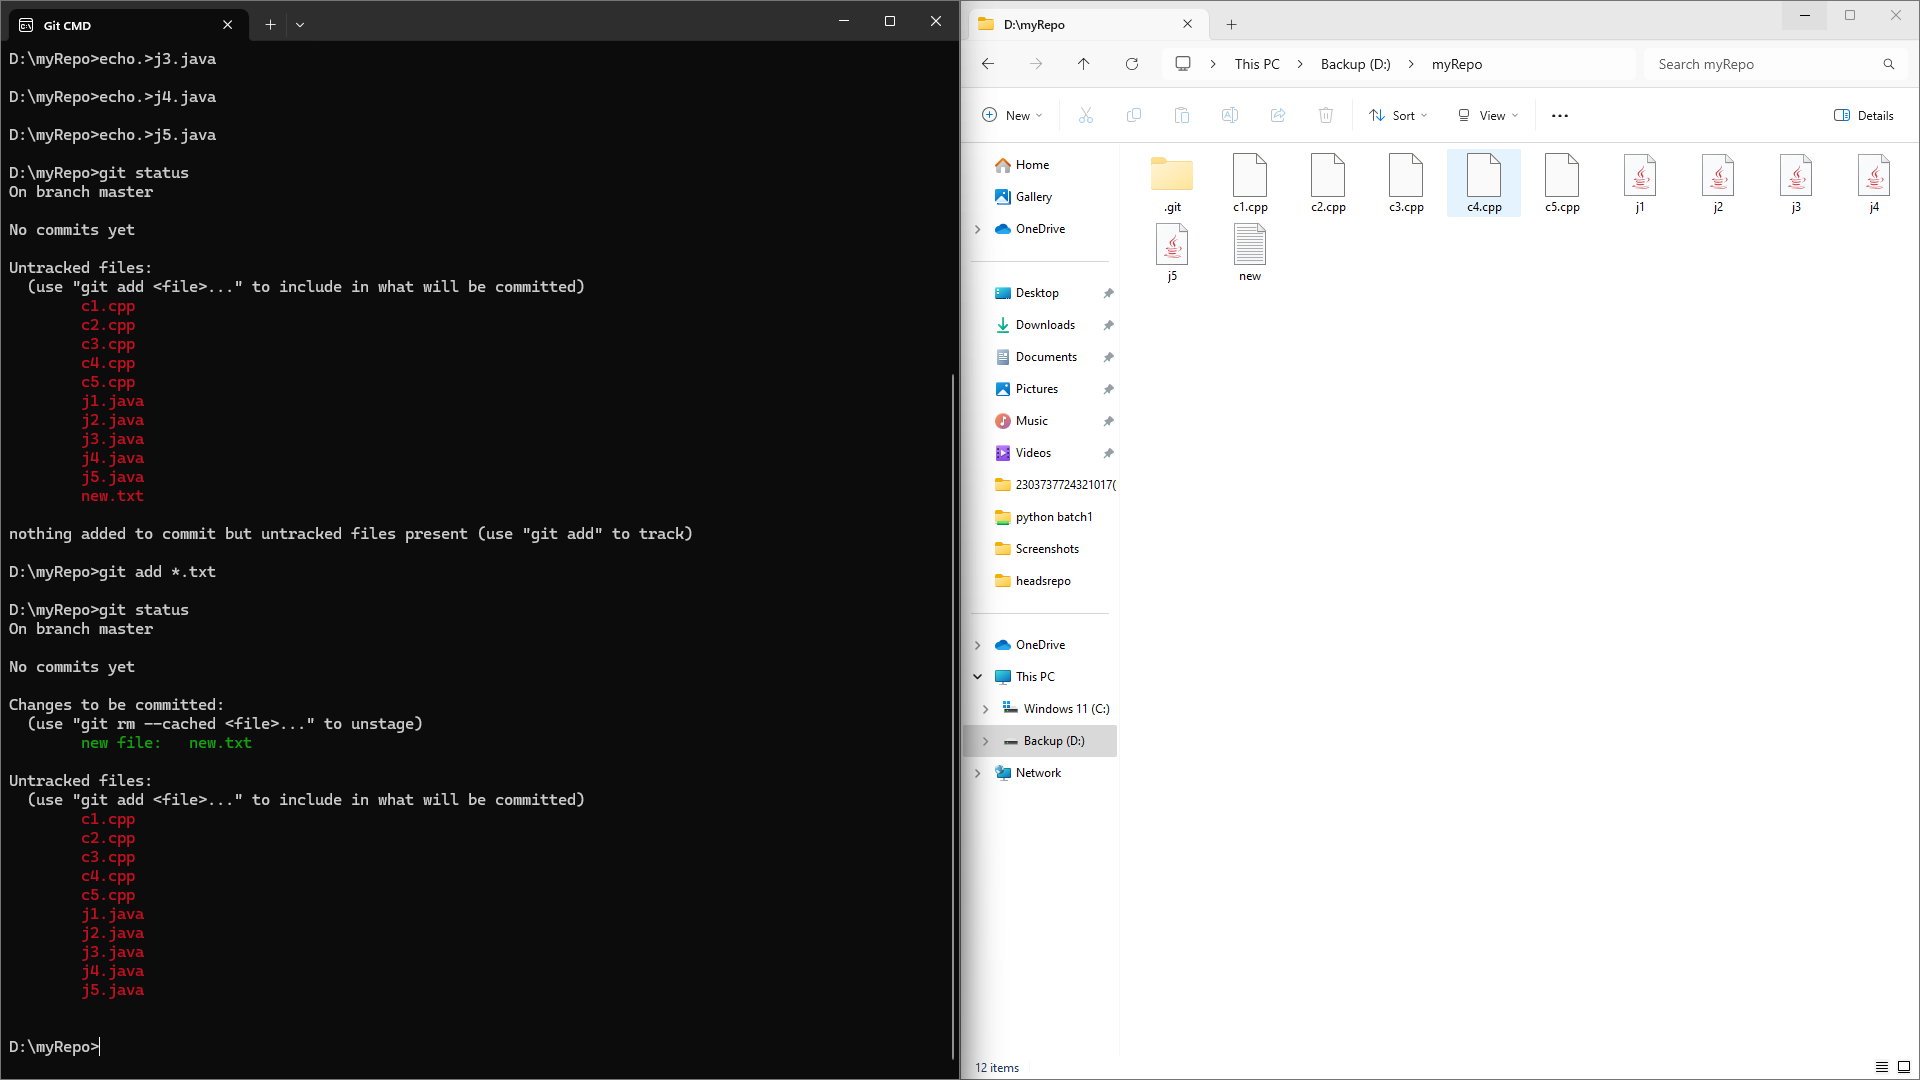 Git CMD
D:\myRepo>echo.>j3.java
D:\myRepo>echo.>j4.java
D:\myRepo>echo.>j5.java
D:\myRepo>git status
On branch master
No commits yet
Untracked files:
(use "git add <file>..." to include in what will be committed)
c1.cpp
c2.cpp
c3.cpp
c4.cpp
c5.cpp
j1.java
j2.java
j3.java
j4.java
j5.java
new.txt
nothing added to commit but untracked files present (use "git add" to track)
D:\myRepo>git add *.txt
D:\myRepo>git status
On branch master
No commits yet
Changes to be committed:
(use "git rm --cached <file>..." to unstage)
new file:   new.txt
Untracked files:
(use "git add <file>..." to include in what will be committed)
c1.cpp
c2.cpp
c3.cpp
c4.cpp
c5.cpp
j1.java
j2.java
j3.java
j4.java
j5.java
D:\myRepo>
D:\myRepo
This PC > Backup (D:) > myRepo
Search myRepo
New
Sort
View
Details
Home
Gallery
OneDrive
Desktop
Downloads
Documents
Pictures
Music
Videos
2303737724321017(
python batch1
Screenshots
headsrepo
OneDrive
This PC
Windows 11 (C:)
Backup (D:)
Network
.git c1.cpp c2.cpp c3.cpp c4.cpp c5.cpp j1 j2 j3 j4
j5 new
12 items